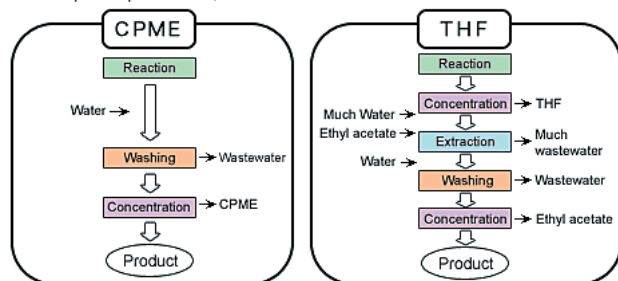 CPME
Reaction
Water
Washing
Wastewater
Concentration
CPME
Product
THF
Reaction
Concentration
THF
Much Water
Ethyl acetate
Extraction
Much
wastewater
Water
Washing
Wastewater
Concentration
Ethyl acetate
Product